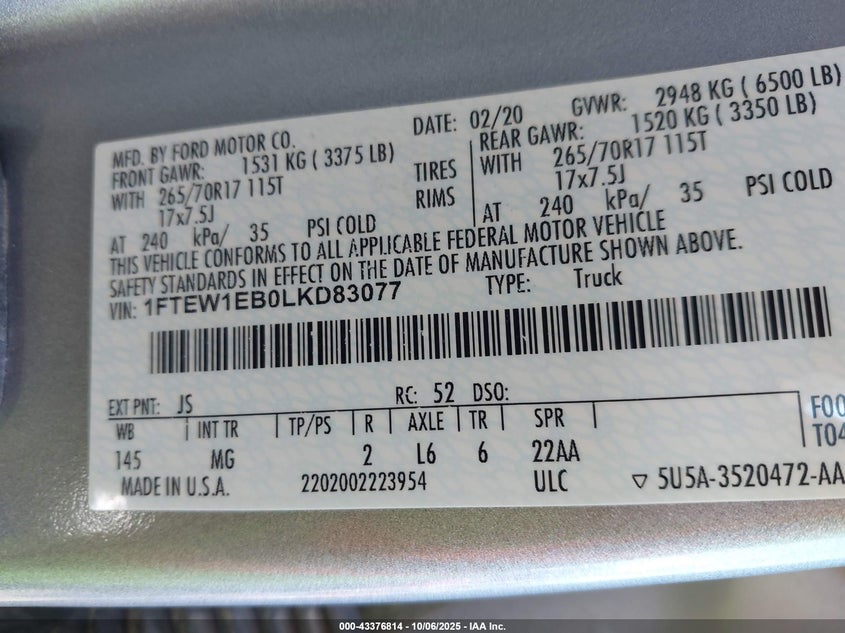 MFD. BY FORD MOTOR CO. DATE: 02/20 GVWR: 2948 KG ( 6500 LB)
FRONT GAWR: 1531 KG ( 3375 LB) REAR GAWR: 1520 KG ( 3350 LB)
WITH 265/70R17 115T TIRES WITH 265/70R17 115T
17x7.5J RIMS 17x7.5J
AT 240 kPa/ 35 PSI COLD AT 240 kPa/ 35 PSI COLD
THIS VEHICLE CONFORMS TO ALL APPLICABLE FEDERAL MOTOR VEHICLE
SAFETY STANDARDS IN EFFECT ON THE DATE OF MANUFACTURE SHOWN ABOVE.
VIN: 1FTEW1EB0LKD83077 TYPE: Truck
EXT PNT: JS RC: 52 DSO:
WB INT TR TP/PS R AXLE TR SPR F00
145 MG 2 L6 6 22AA T04
MADE IN U.S.A. 2202002223954 ULC ▽ 5U5A-3520472-AA
000-43376814 - 10/06/2025 - IAA Inc.